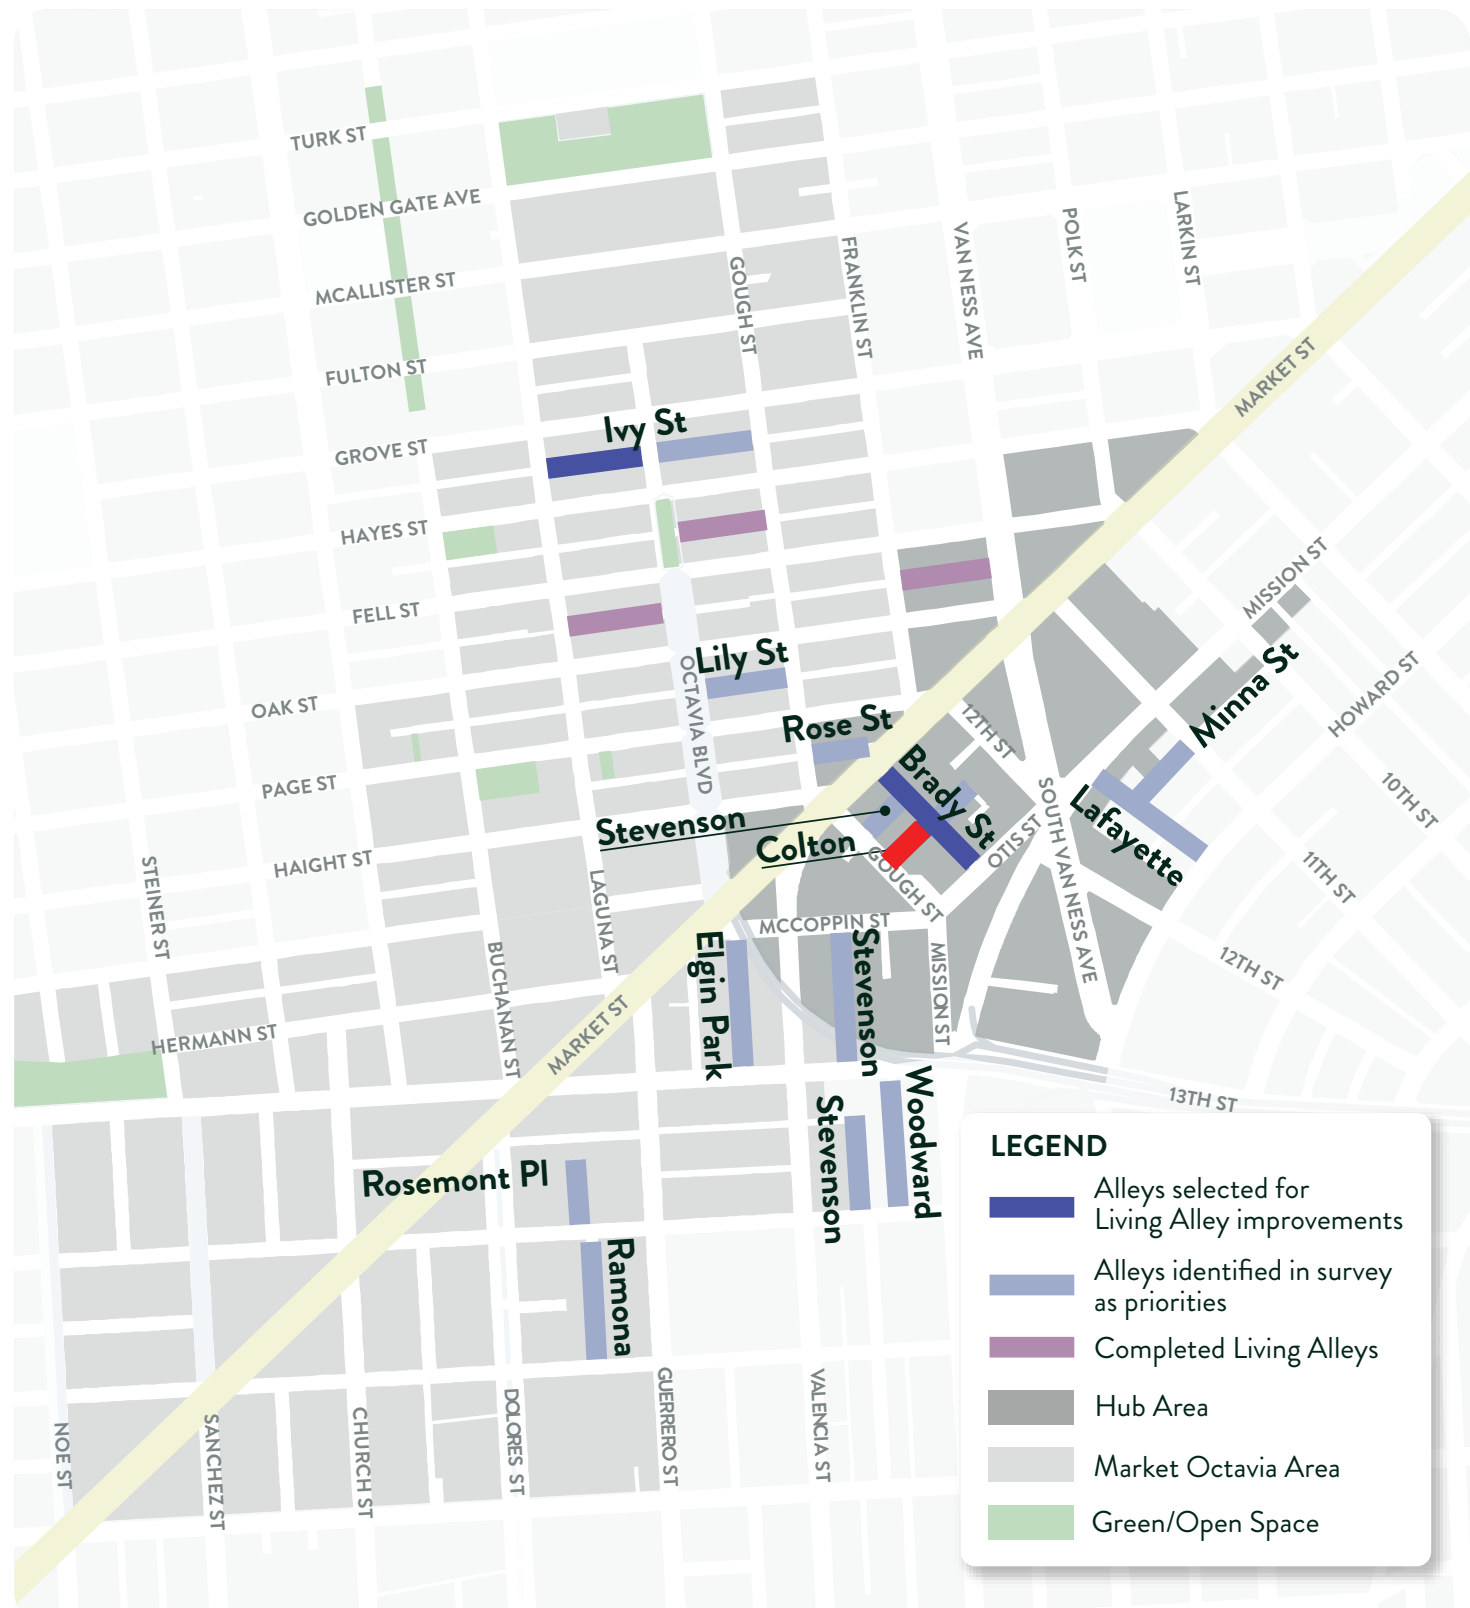 TURK ST
GOLDEN GATE AVE
MCALLISTER ST
FULTON ST
GROVE ST
HAYES ST
FELL ST
OAK ST
PAGE ST
HAIGHT ST
HERMANN ST
GOUGH ST
FRANKLIN ST
VAN NESS AVE
POLK ST
LARKIN ST
MARKET ST
Ivy St
Lily St
Rose St
OCTAVIA BLVD
Brady St
12TH ST
MISSION ST
Minna St
HOWARD ST
10TH ST
11TH ST
12TH ST
Lafayette
SOUTH VAN NESS AVE
OTIS ST
Stevenson
Colton
GOUGH ST
MCCOPPIN ST
MISSION ST
STEINER ST
BUCHANAN ST
LAGUNA ST
MARKET ST
Elgin Park
Stevenson
Stevenson
Woodward
13TH ST
Rosemont Pl
Ramona
NOE ST
SANCHEZ ST
CHURCH ST
DOLORES ST
GUERRERO ST
VALENCIA ST
LEGEND
Alleys selected for
Living Alley improvements
Alleys identified in survey
as priorities
Completed Living Alleys
Hub Area
Market Octavia Area
Green/Open Space